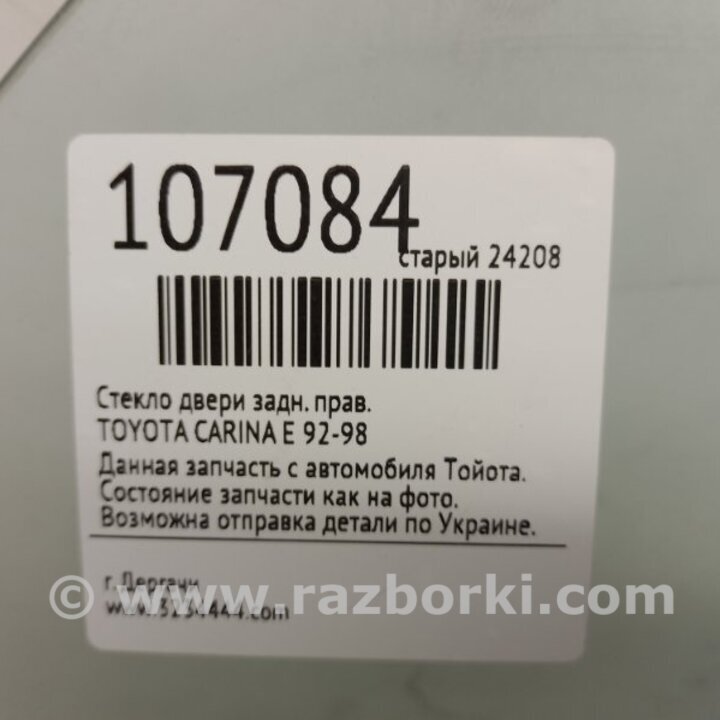 107084
старый 24208
Стекло двери задн. прав.
TOYOTA CARINA E 92-98
Данная запчасть с автомобиля Тойота.
Состояние запчасти как на фото.
Возможна отправка детали по Украине.
г. Дергачи
© www.razborki.com